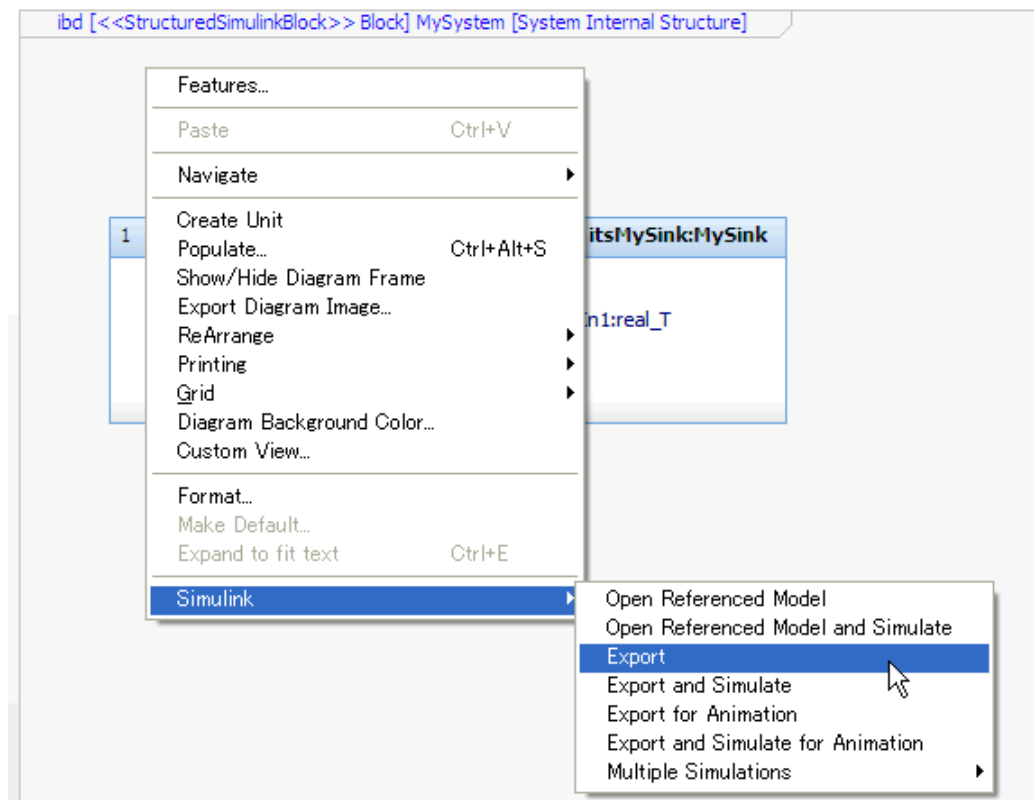 ibd [<<StructuredSimulinkBlock>> Block] MySystem [System Internal Structure]
Features...
Paste Ctrl+V
Navigate
Create Unit
1 itsMySink:MySink
Populate... Ctrl+Alt+S
Show/Hide Diagram Frame
Export Diagram Image...
In1:real_T
ReArrange
Printing
Grid
Diagram Background Color...
Custom View...
Format...
Make Default...
Expand to fit text Ctrl+E
Simulink
Open Referenced Model
Open Referenced Model and Simulate
Export
Export and Simulate
Export for Animation
Export and Simulate for Animation
Multiple Simulations